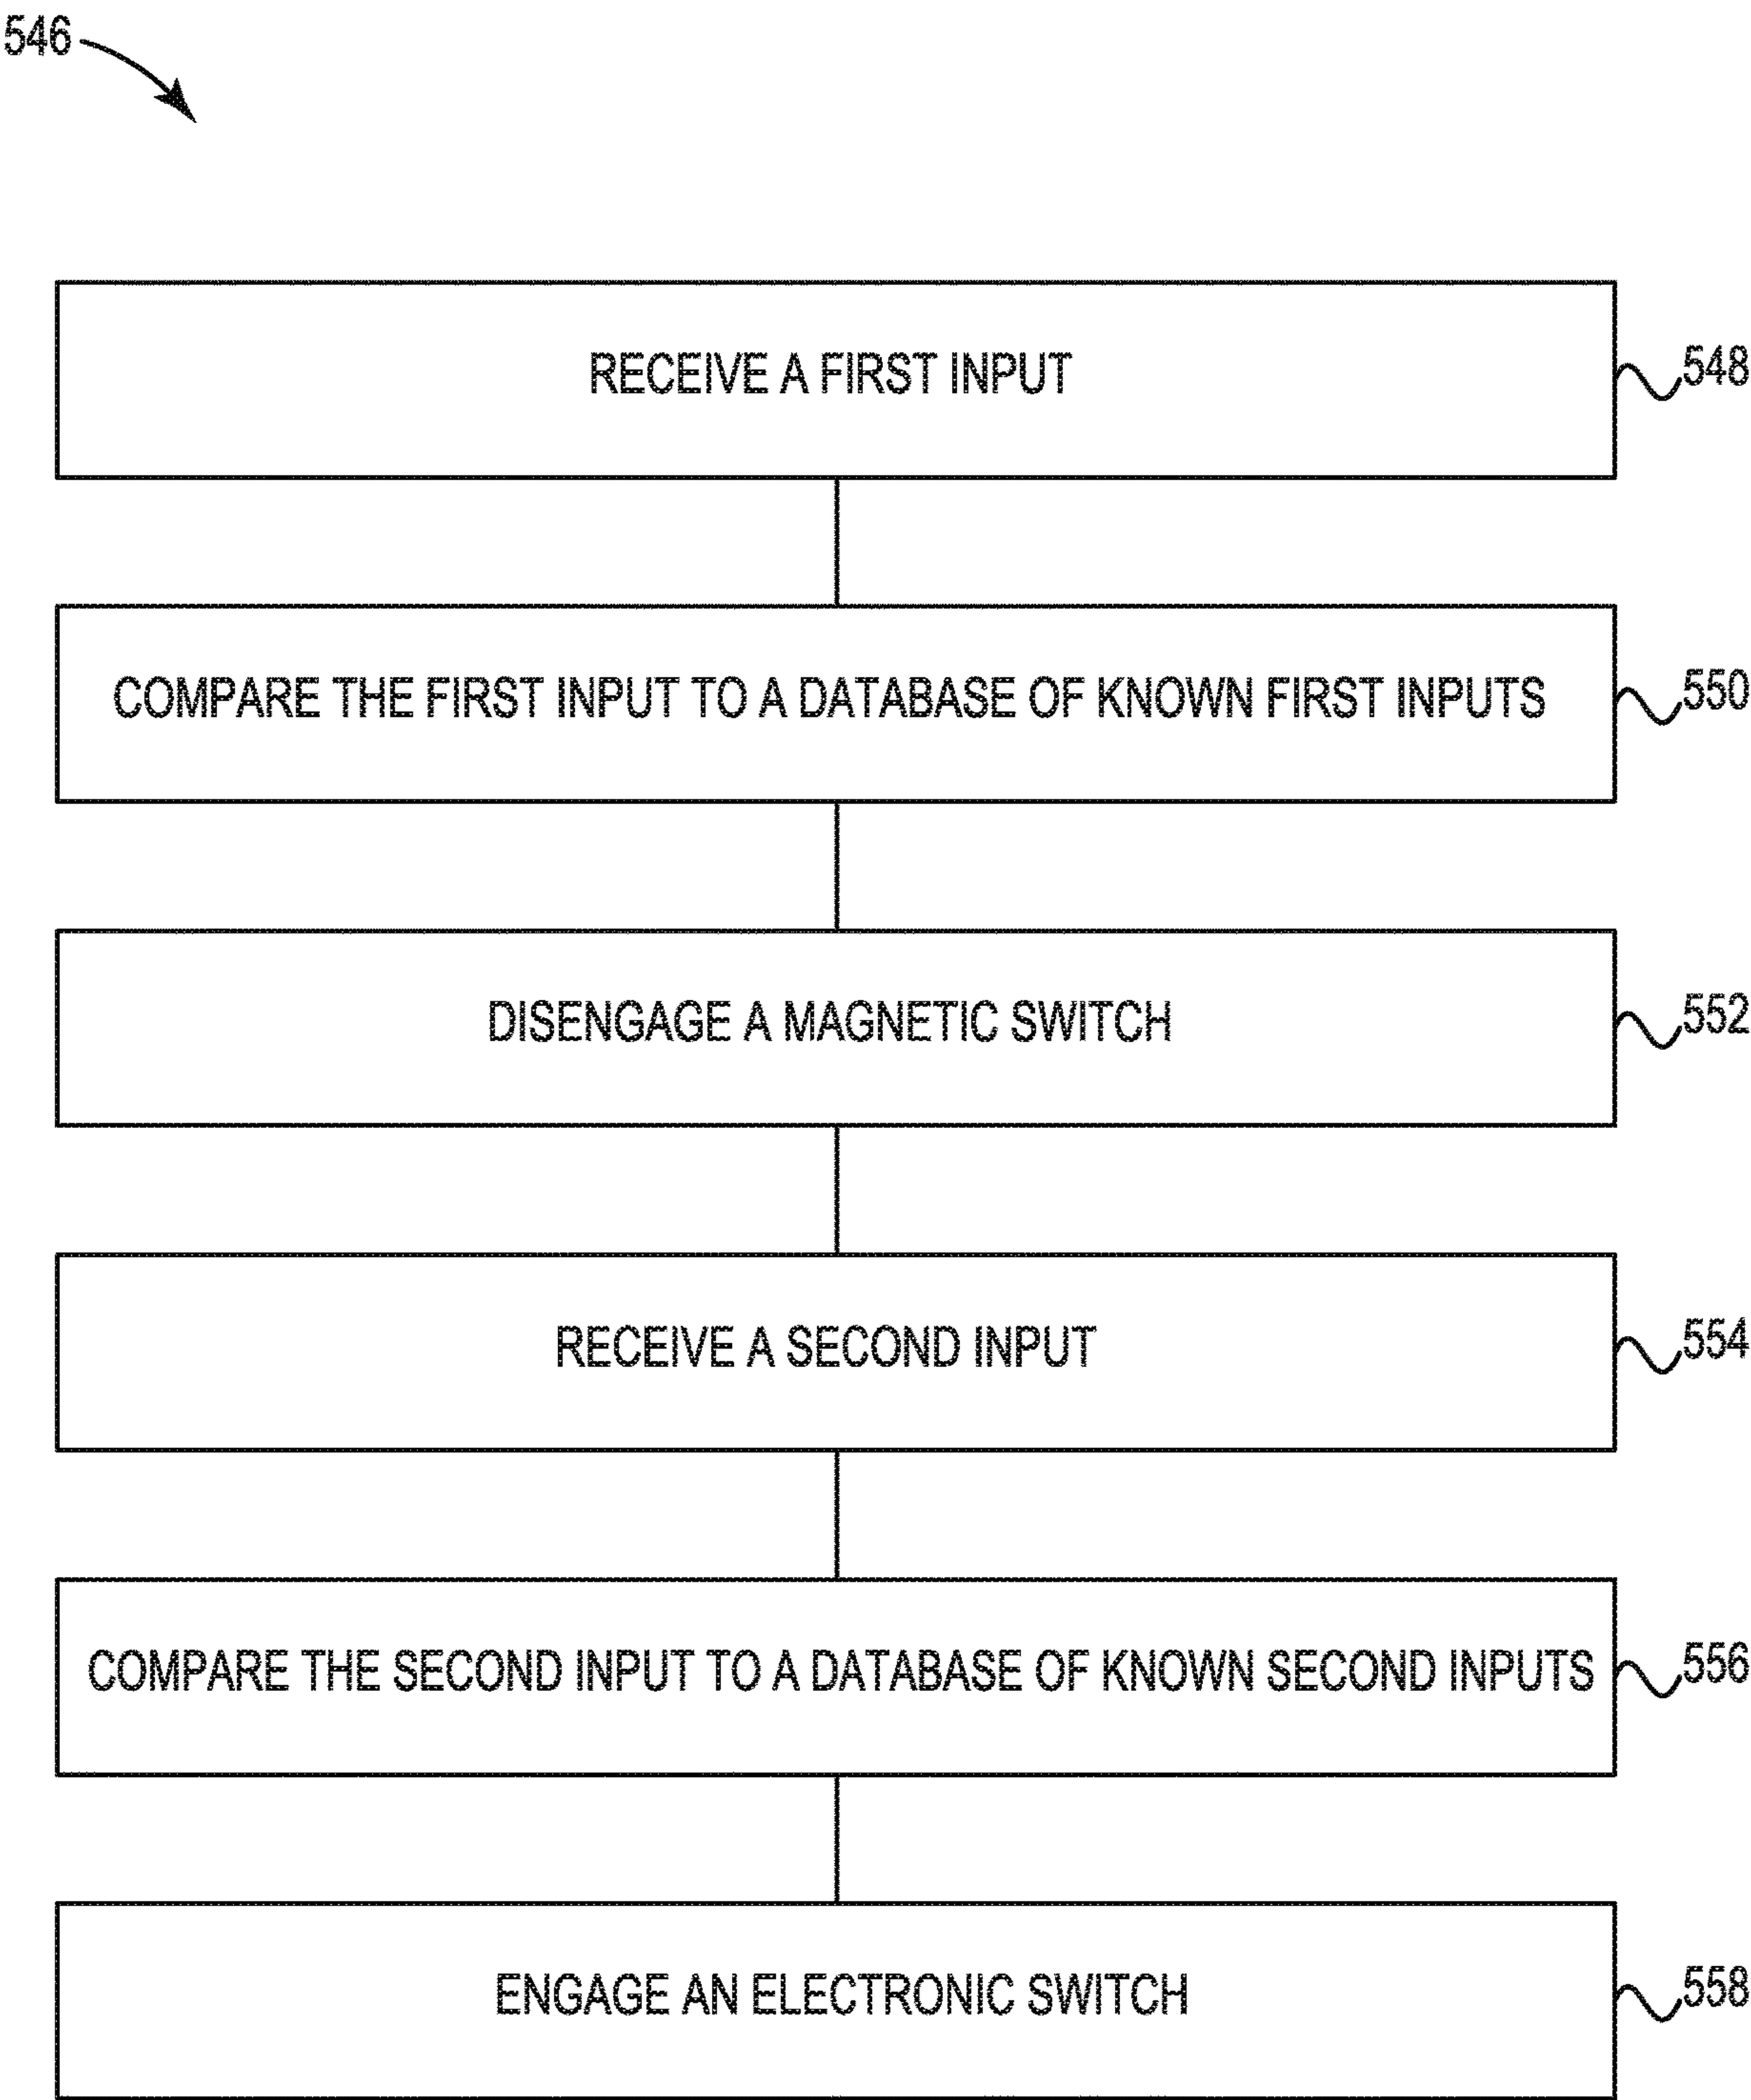 546
RECEIVE A FIRST INPUT
548
COMPARE THE FIRST INPUT TO A DATABASE OF KNOWN FIRST INPUTS
550
DISENGAGE A MAGNETIC SWITCH
552
RECEIVE A SECOND INPUT
554
COMPARE THE SECOND INPUT TO A DATABASE OF KNOWN SECOND INPUTS
556
ENGAGE AN ELECTRONIC SWITCH
558